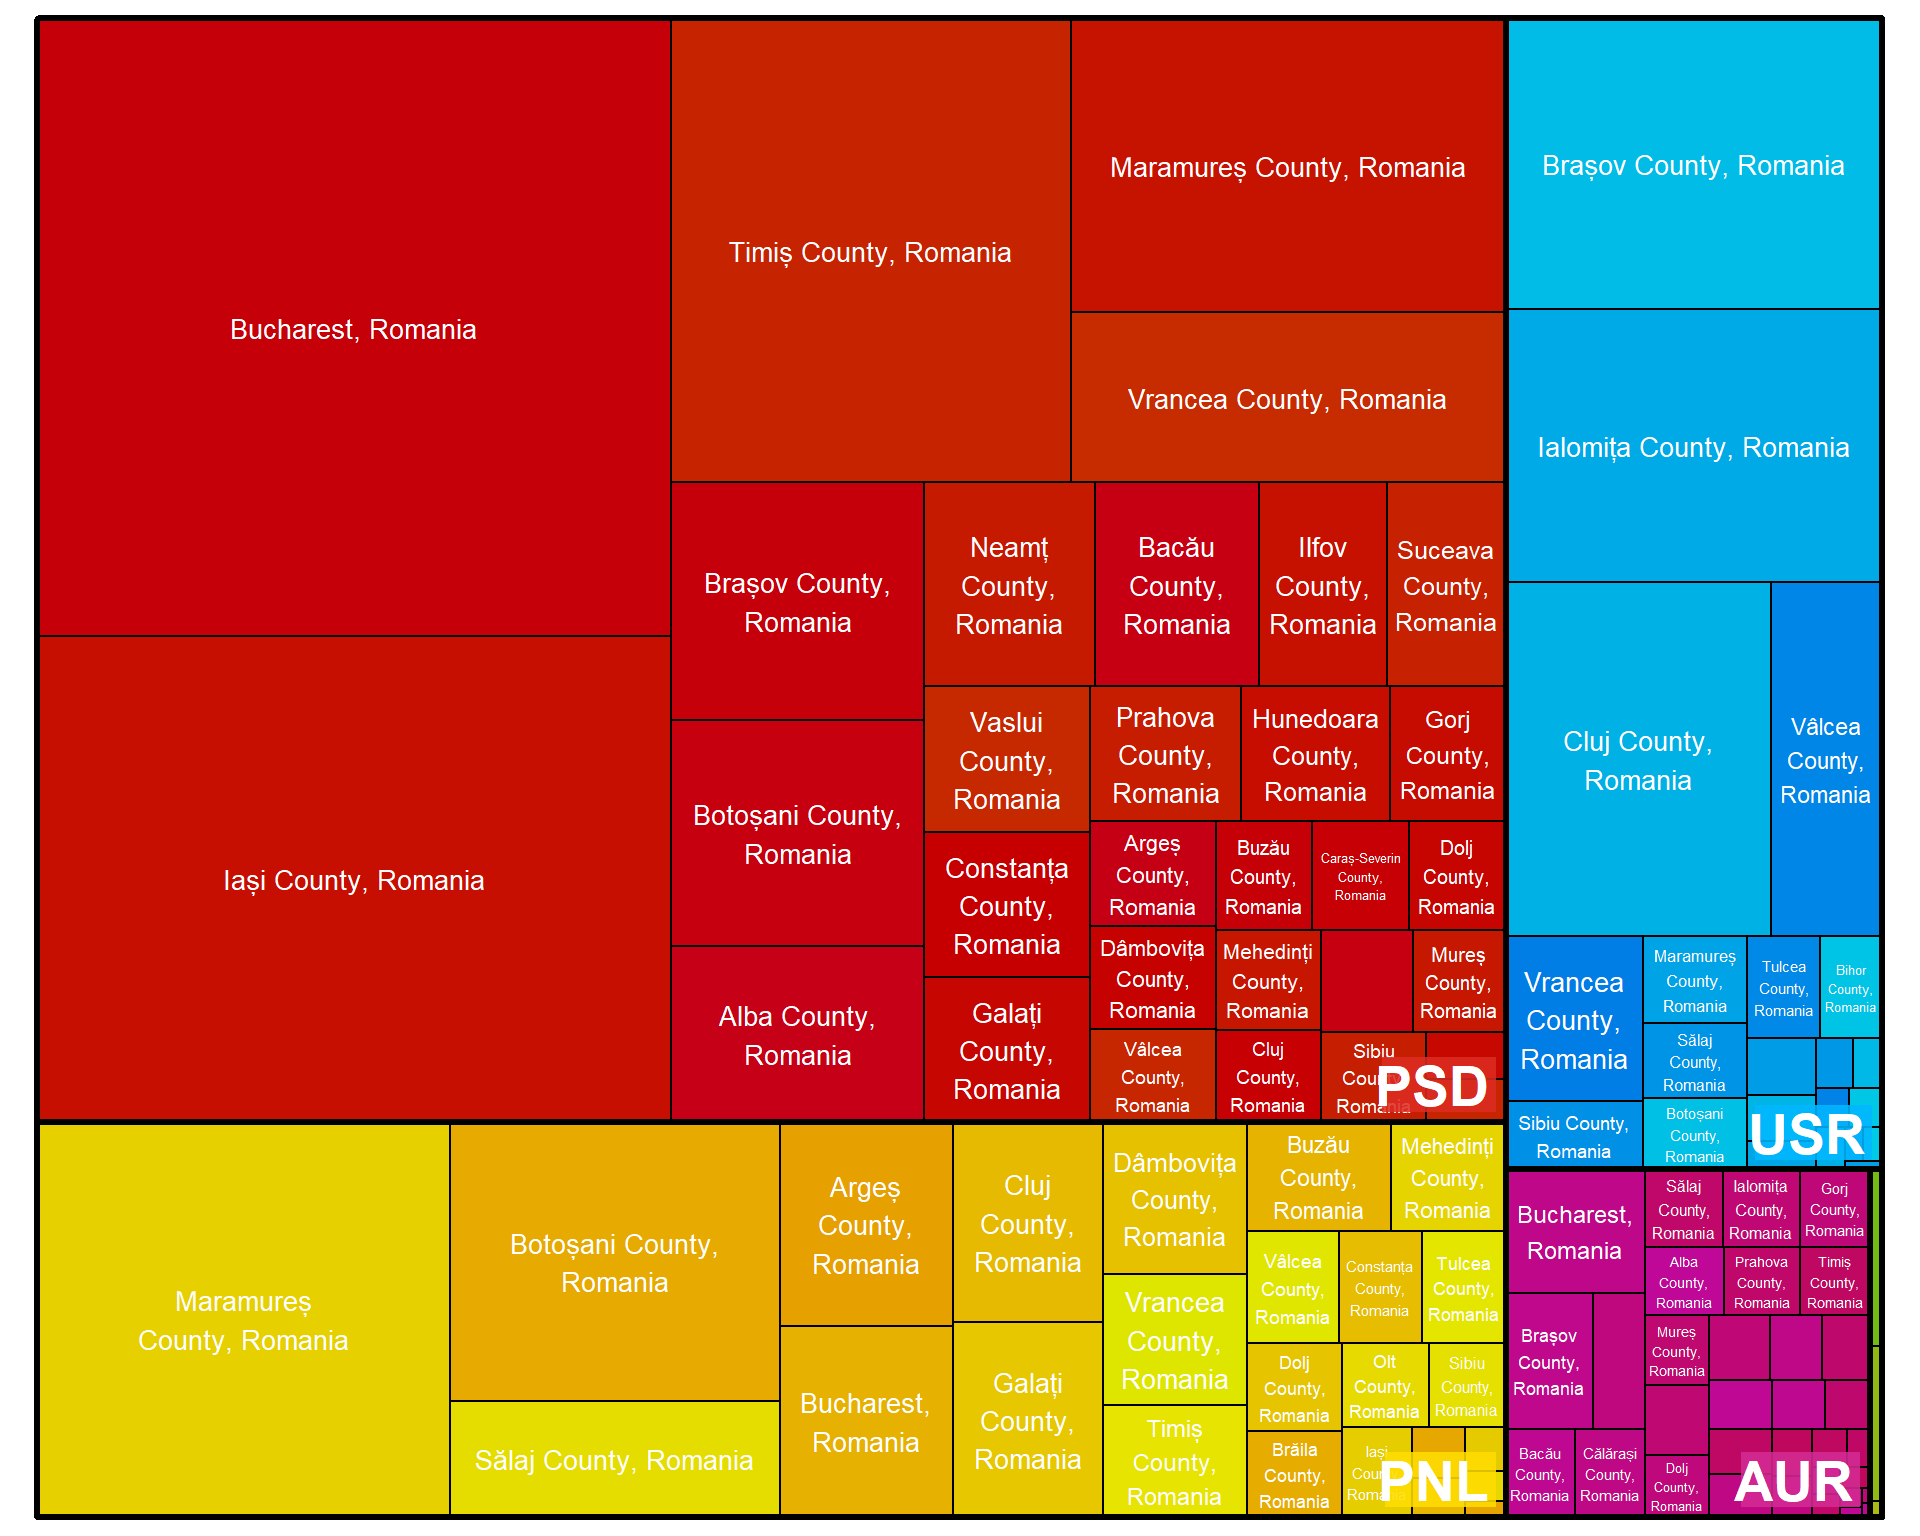 Bucharest, Romania
Iași County, Romania
Timiș County, Romania
Maramureș County, Romania
Vrancea County, Romania
Brașov County,
Romania
Botoșani County,
Romania
Alba County,
Romania
Neamț
County,
Romania
Bacău
County,
Romania
Ilfov
County,
Romania
Suceava
County,
Romania
Vaslui
County,
Romania
Constanța
County,
Romania
Galați
County,
Romania
Prahova
County,
Romania
Hunedoara
County,
Romania
Gorj
County,
Romania
Argeș
County,
Romania
Buzău
County,
Romania
Caraș-Severin
County,
Romania
Dolj
County,
Romania
Dâmbovița
County,
Romania
Mehedinți
County,
Romania
Mureș
County,
Romania
Vâlcea
County,
Romania
Cluj
County,
Romania
Sibiu
County,
Romania
PSD
Brașov County, Romania
Ialomița County, Romania
Cluj County,
Romania
Vâlcea
County,
Romania
Vrancea
County,
Romania
Sibiu County,
Romania
Maramureș
County,
Romania
Sălaj
County,
Romania
Botoșani
County,
Romania
Tulcea
County,
Romania
Bihor
County,
Romania
USR
Maramureș
County, Romania
Botoșani County,
Romania
Sălaj County, Romania
Argeș
County,
Romania
Bucharest,
Romania
Cluj
County,
Romania
Galați
County,
Romania
Dâmbovița
County,
Romania
Vrancea
County,
Romania
Timiș
County,
Romania
Buzău
County,
Romania
Mehedinți
County,
Romania
Vâlcea
County,
Romania
Constanța
County,
Romania
Tulcea
County,
Romania
Dolj
County,
Romania
Olt
County,
Romania
Sibiu
County,
Romania
Brăila
County,
Romania
Iași
County,
Romania
PNL
Bucharest,
Romania
Brașov
County,
Romania
Bacău
County,
Romania
Călărași
County,
Romania
Sălaj
County,
Romania
Ialomița
County,
Romania
Gorj
County,
Romania
Alba
County,
Romania
Prahova
County,
Romania
Timiș
County,
Romania
Mureș
County,
Romania
Dolj
County,
Romania
AUR